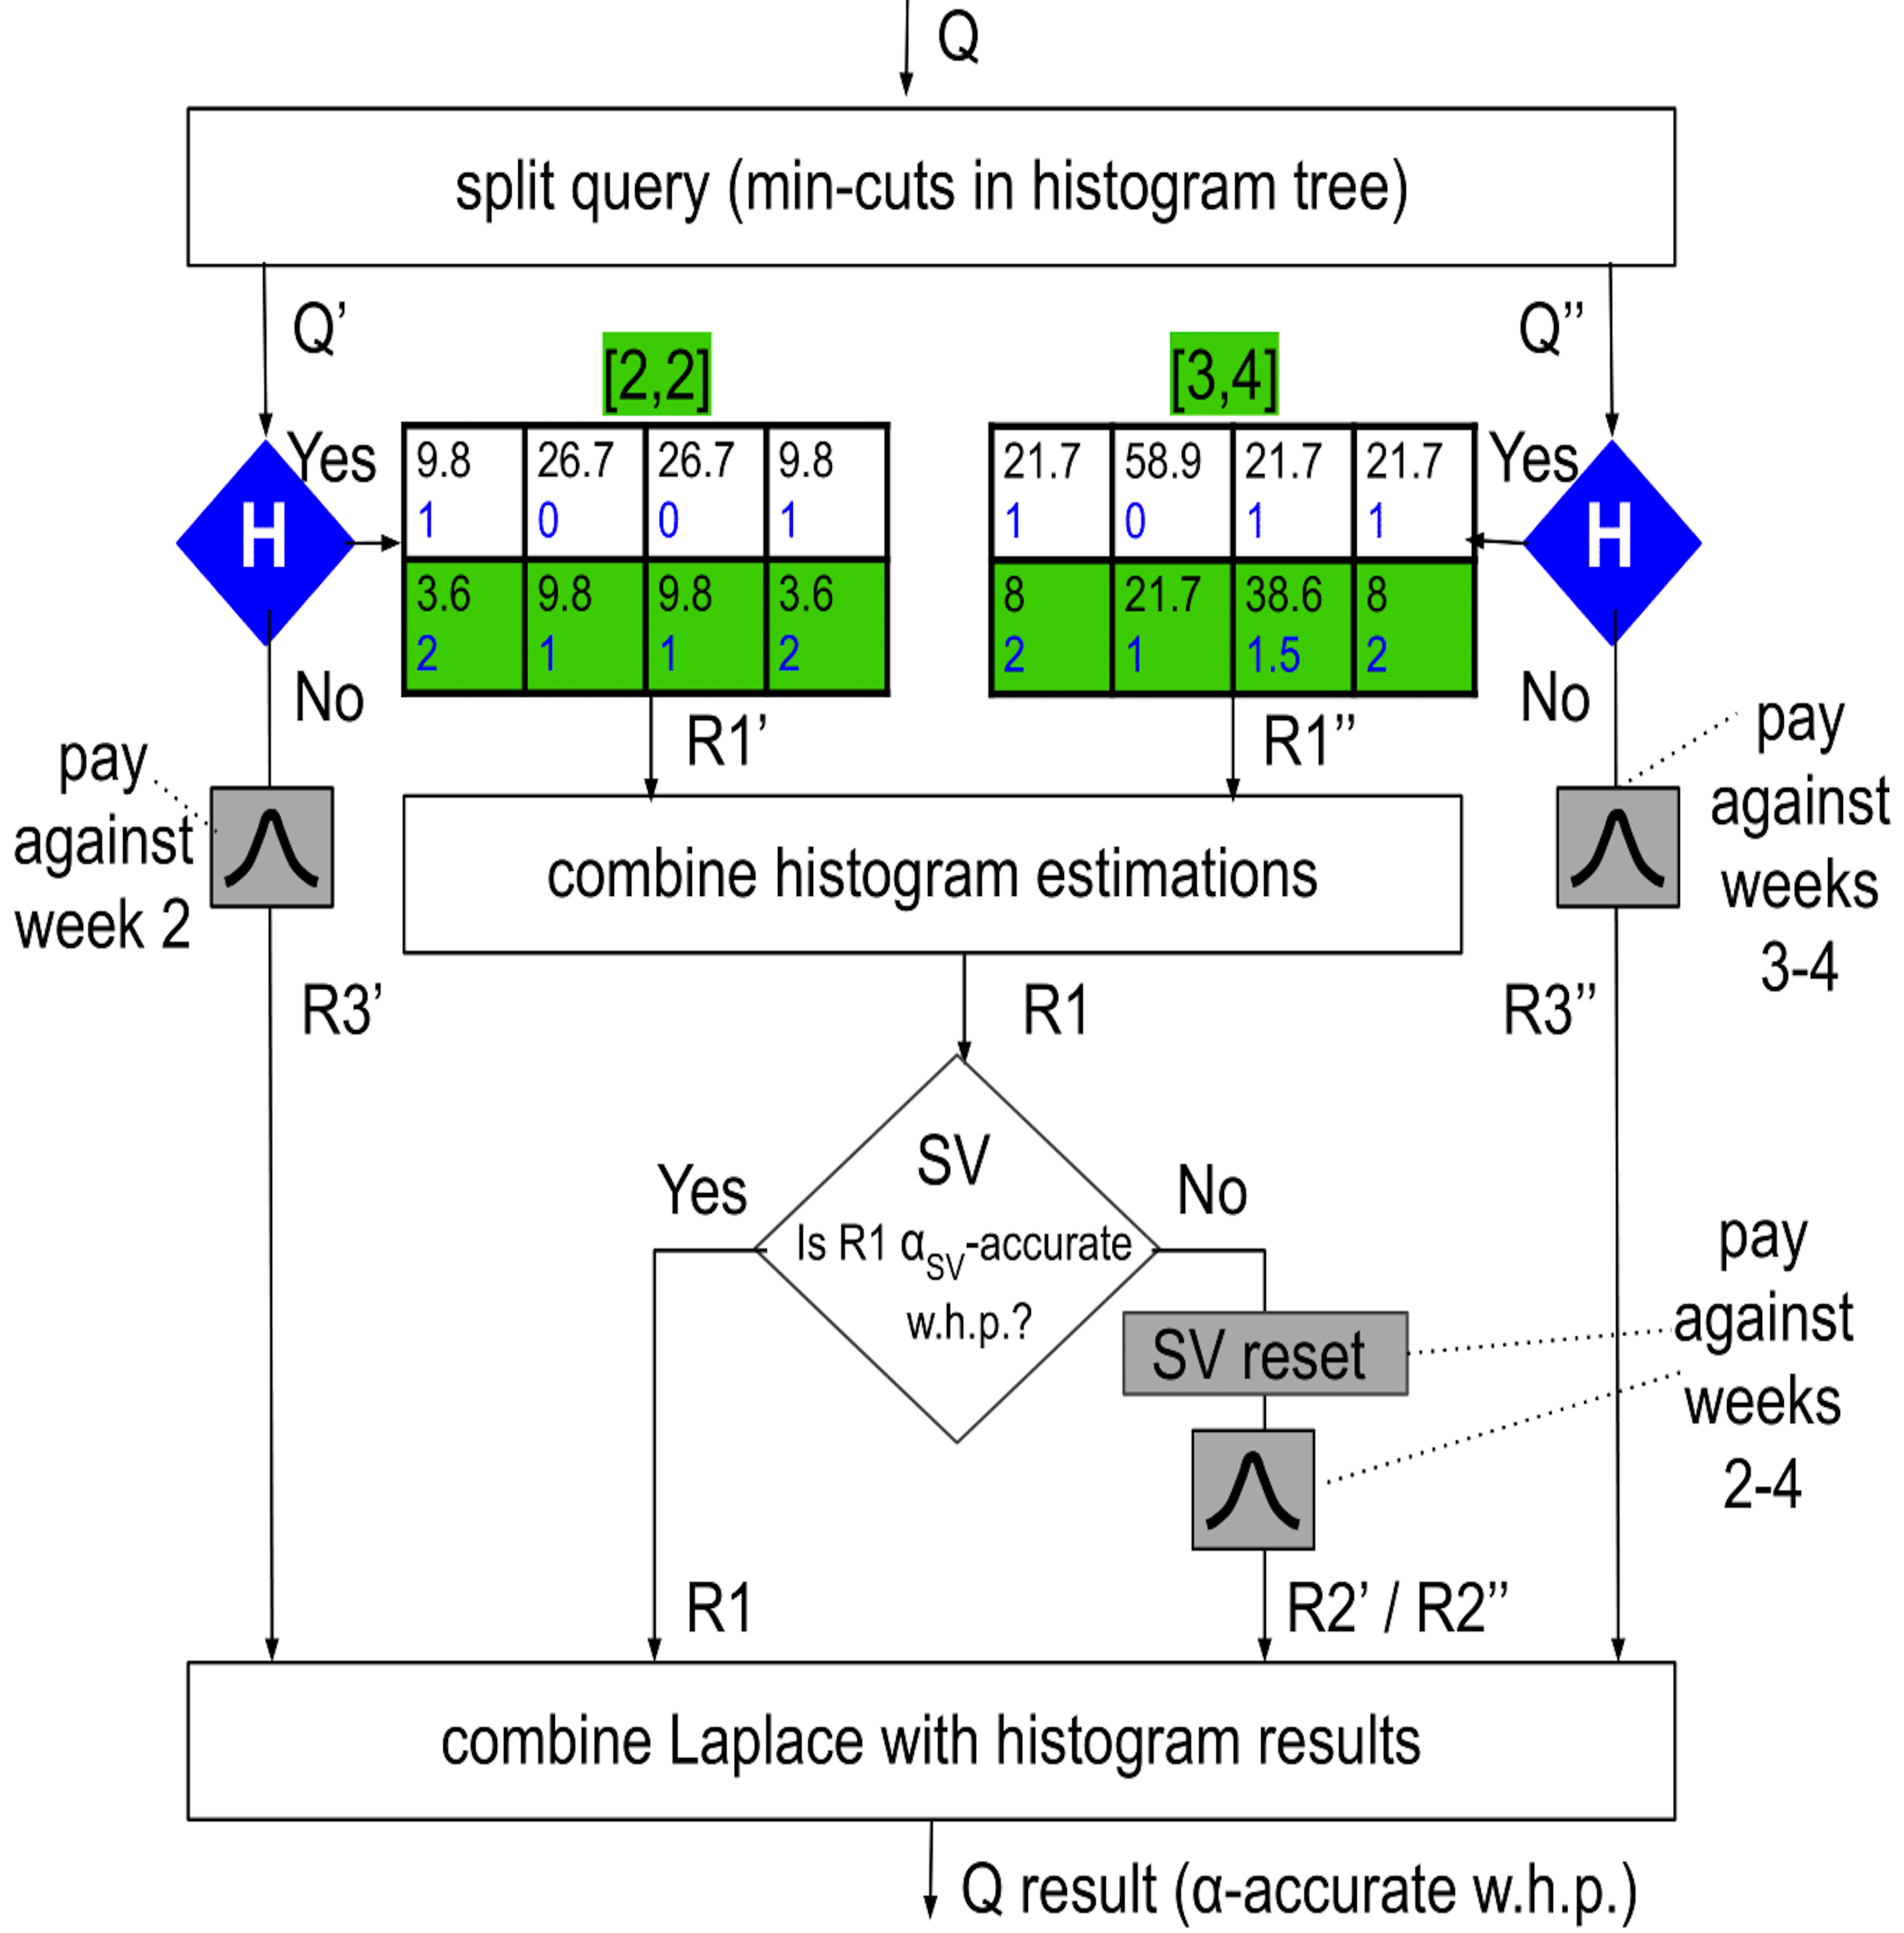 Q
split query (min-cuts in histogram tree)
Q’
Q’’
[2,2]
[3,4]
Yes
H
9.8 26.7 26.7 9.8
1 0 0 1
3.6 9.8 9.8 3.6
2 1 1 2
21.7 58.9 21.7 21.7
1 0 1 1
8 21.7 38.6 8
2 1 1.5 2
Yes
H
No
No
R1’
R1’’
pay
against
week 2
pay
against
weeks
3-4
combine histogram estimations
R3’
R1
R3’’
SV
Is R1 αSV-accurate
w.h.p.?
Yes
No
SV reset
pay
against
weeks
2-4
R1
R2’ / R2’’
combine Laplace with histogram results
Q result (α-accurate w.h.p.)